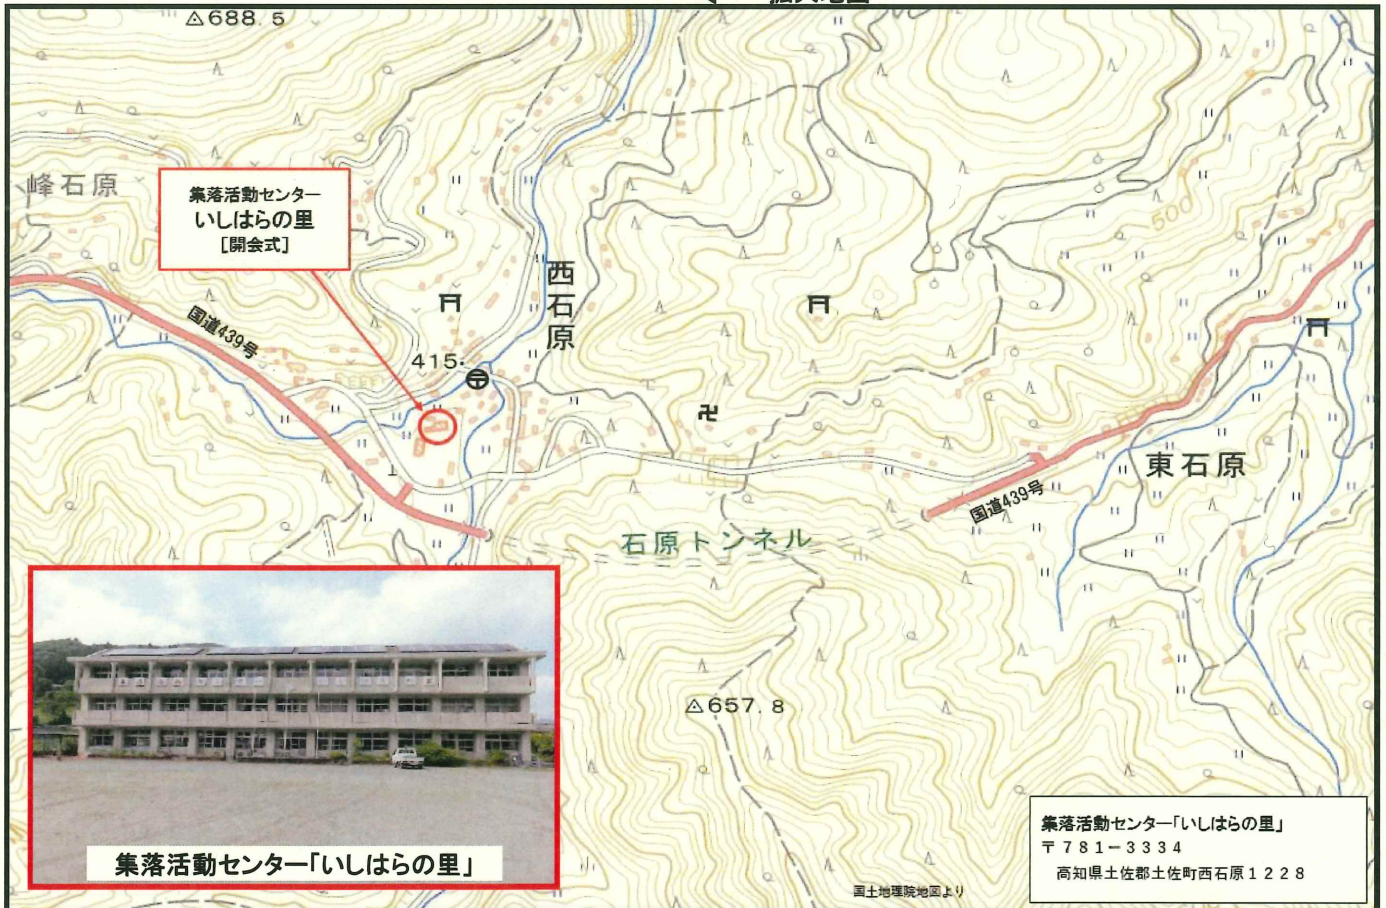 拡大地図
688.5
峰石原
集落活動センター
いしはらの里
[開会式]
西石原
国道439号
415
500
東石原
国道439号
石原トンネル
657.8
集落活動センター「いしはらの里」
集落活動センター「いしはらの里」
〒781-3334
高知県土佐郡土佐町西石原1228
国土地理院地図より